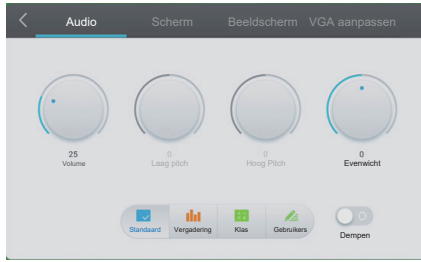 Audio Scherm Beeldscherm VGA aanpassen
25 0 0 0
Volume Laag pitch Hoog Pitch Evenwicht
Standaard Vergadering Klas Gebruikers Dempen